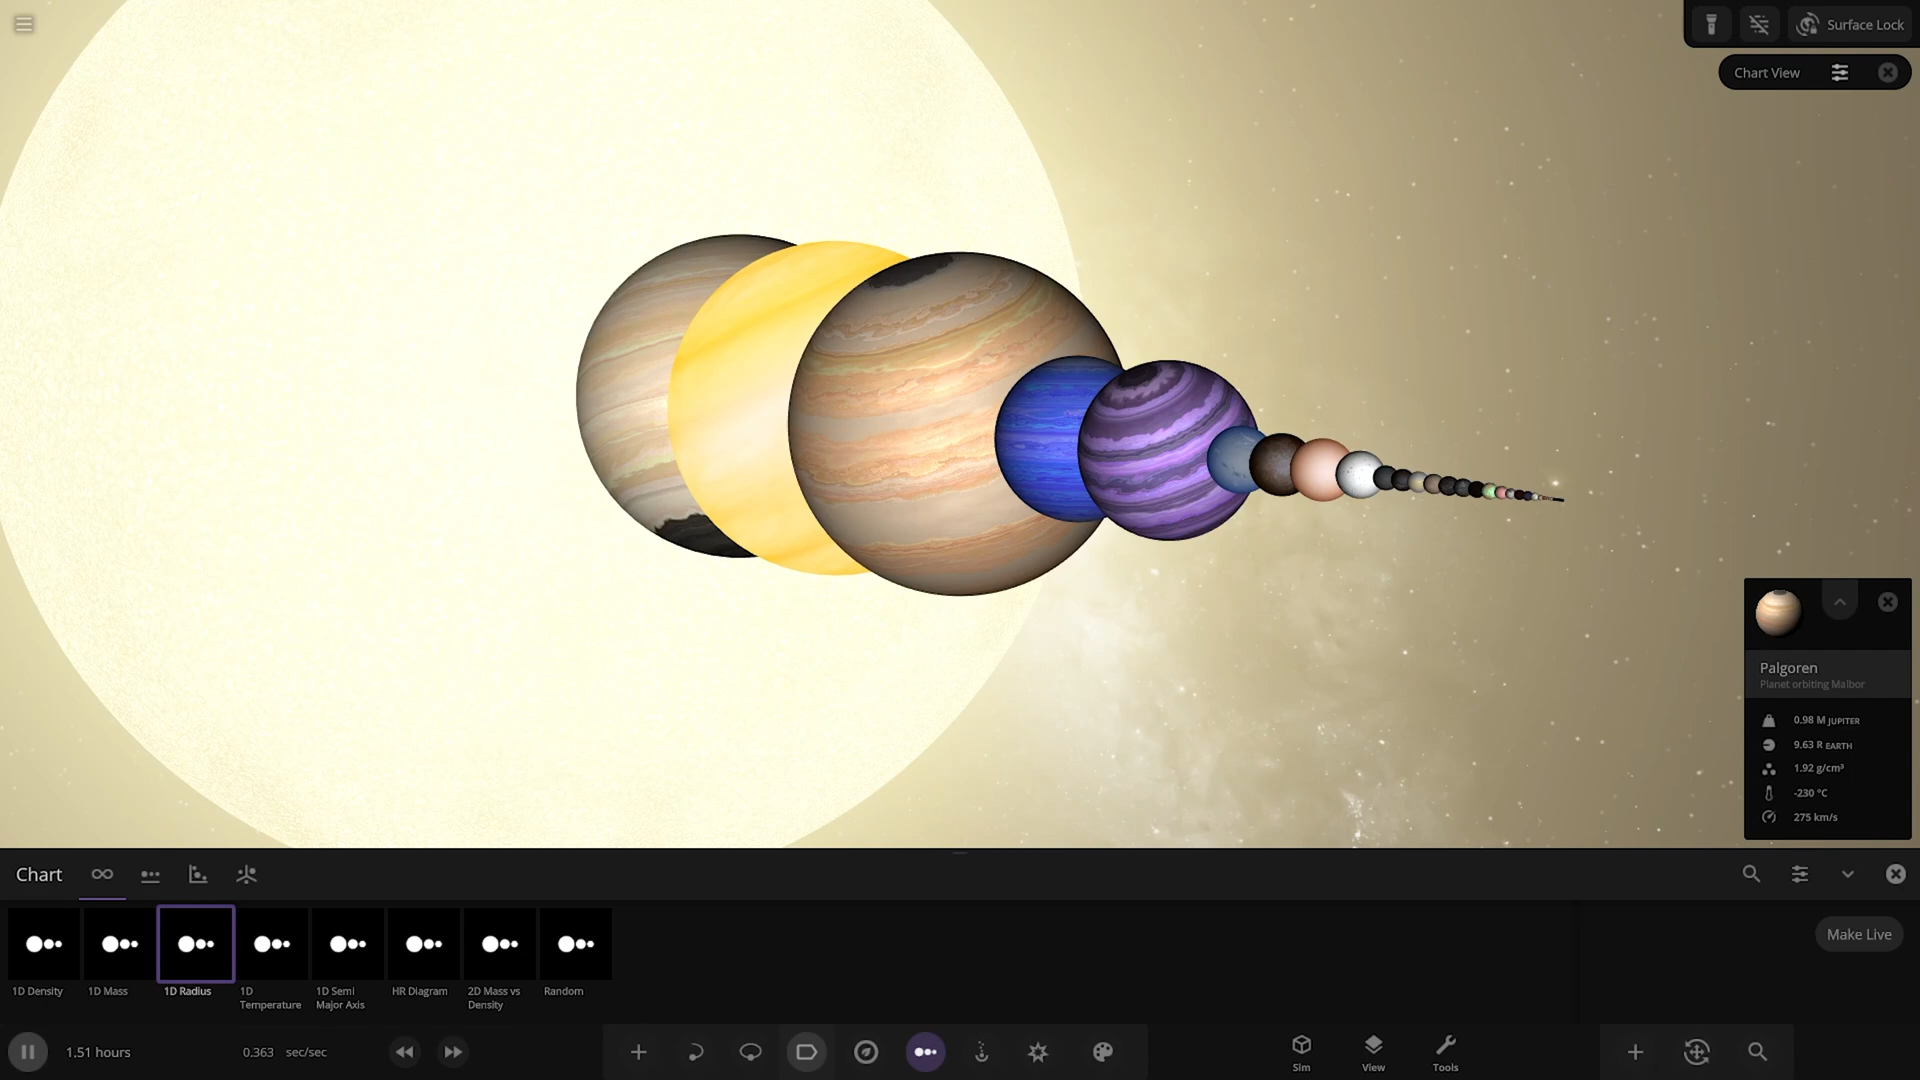 Surface Lock
Chart View
Palgoren
Planet orbiting Malbor
0.98 M JUPITER
9.63 R EARTH
1.92 g/cm³
-230 °C
275 km/s
Chart
Make Live
1D Density
1D Mass
1D Radius
1D
Temperature
1D Semi
Major Axis
HR Diagram
2D Mass vs
Density
Random
1.51 hours
0.363 sec/sec
Sim
View
Tools